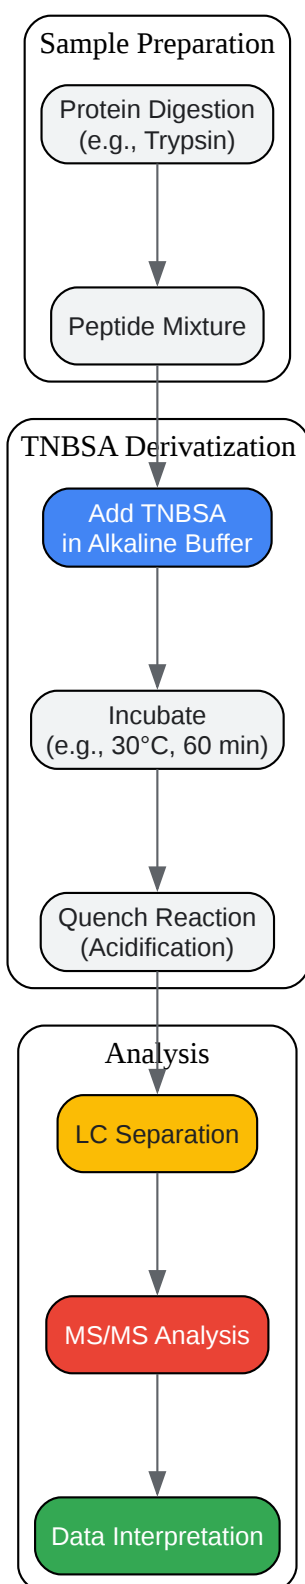 Sample Preparation
Protein Digestion
(e.g., Trypsin)
Peptide Mixture
TNBSA Derivatization
Add TNBSA
in Alkaline Buffer
Incubate
(e.g., 30°C, 60 min)
Quench Reaction
(Acidification)
Analysis
LC Separation
MS/MS Analysis
Data Interpretation